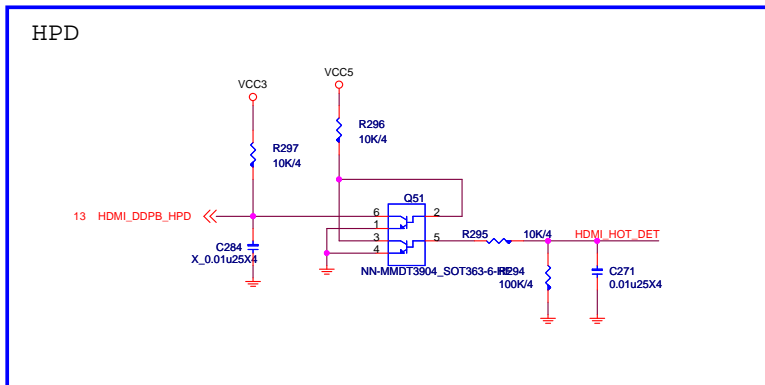 HPD
VCC5
VCC3
R296
10K/4
R297
10K/4
Q51
13 HDMI_DDPB_HPD
6
2
1
3
5
4
R295
10K/4
HDMI_HOT_DET
C284
X_0.01u25X4
NN-MMDT3904_SOT363-6-RH
R294
100K/4
C271
0.01u25X4